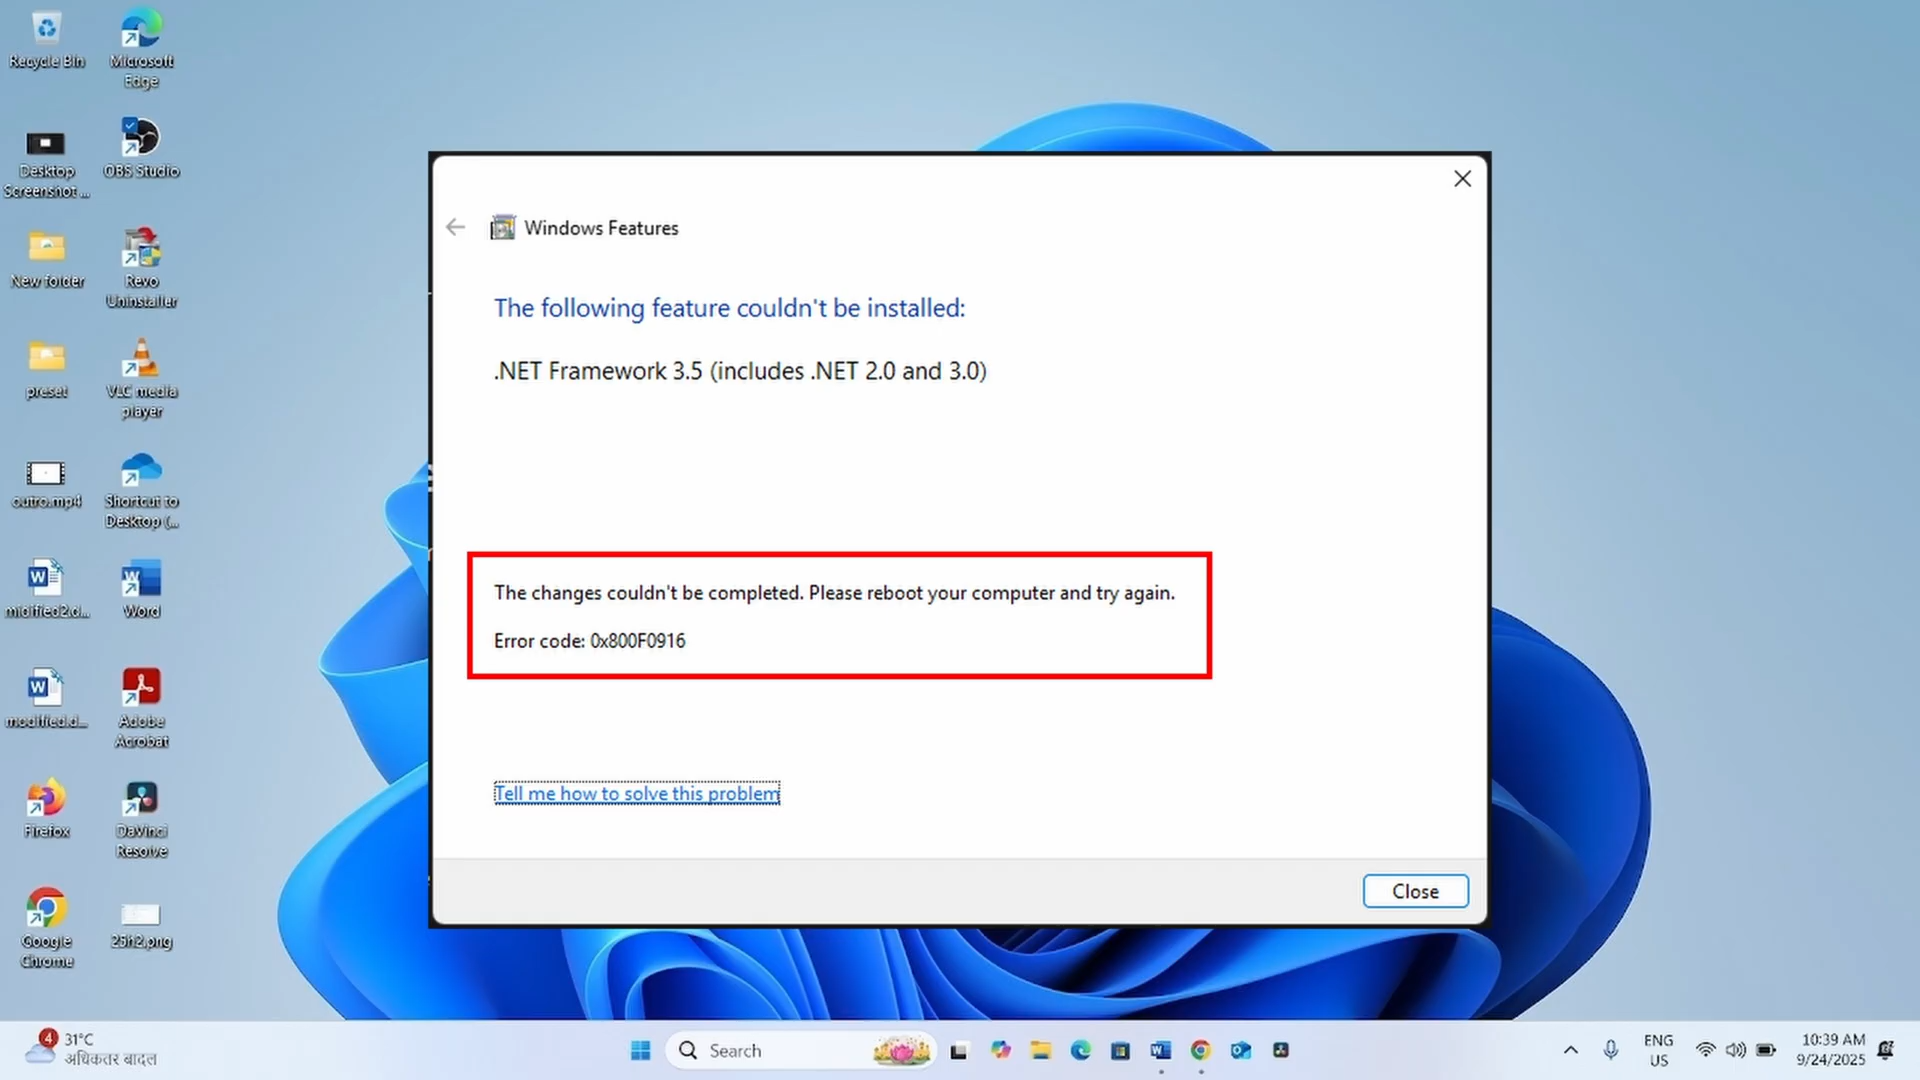 Recycle Bin
Microsoft
Edge
Desktop
Screenshot ...
OBS Studio
New folder
Revo
Uninstaller
preset
VLC media
player
outro.mp4
Shortcut to
Desktop (...
midified2.d...
Word
modified.d...
Adobe
Acrobat
Firefox
DaVinci
Resolve
Google
Chrome
25h2.png
Windows Features
The following feature couldn't be installed:
.NET Framework 3.5 (includes .NET 2.0 and 3.0)
The changes couldn't be completed. Please reboot your computer and try again.
Error code: 0x800F0916
Tell me how to solve this problem
Close
4
31°C
अधिकतर बादल
Search
ENG
US
10:39 AM
9/24/2025